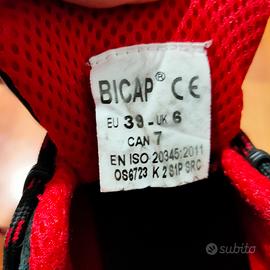 BICAP® CE
EU 39 - UK 6
CAN 7
EN ISO 20345:2011
OS6723 K 2 S1P SRC
subito